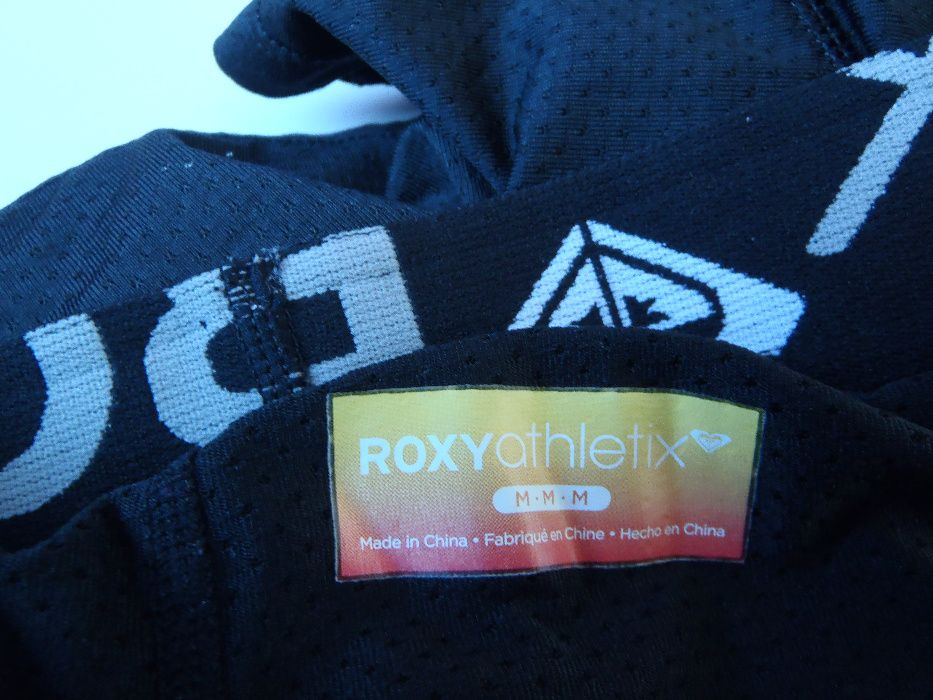 ROXYathletix
M·M·M
Made in China • Fabriqué en Chine • Hecho en China